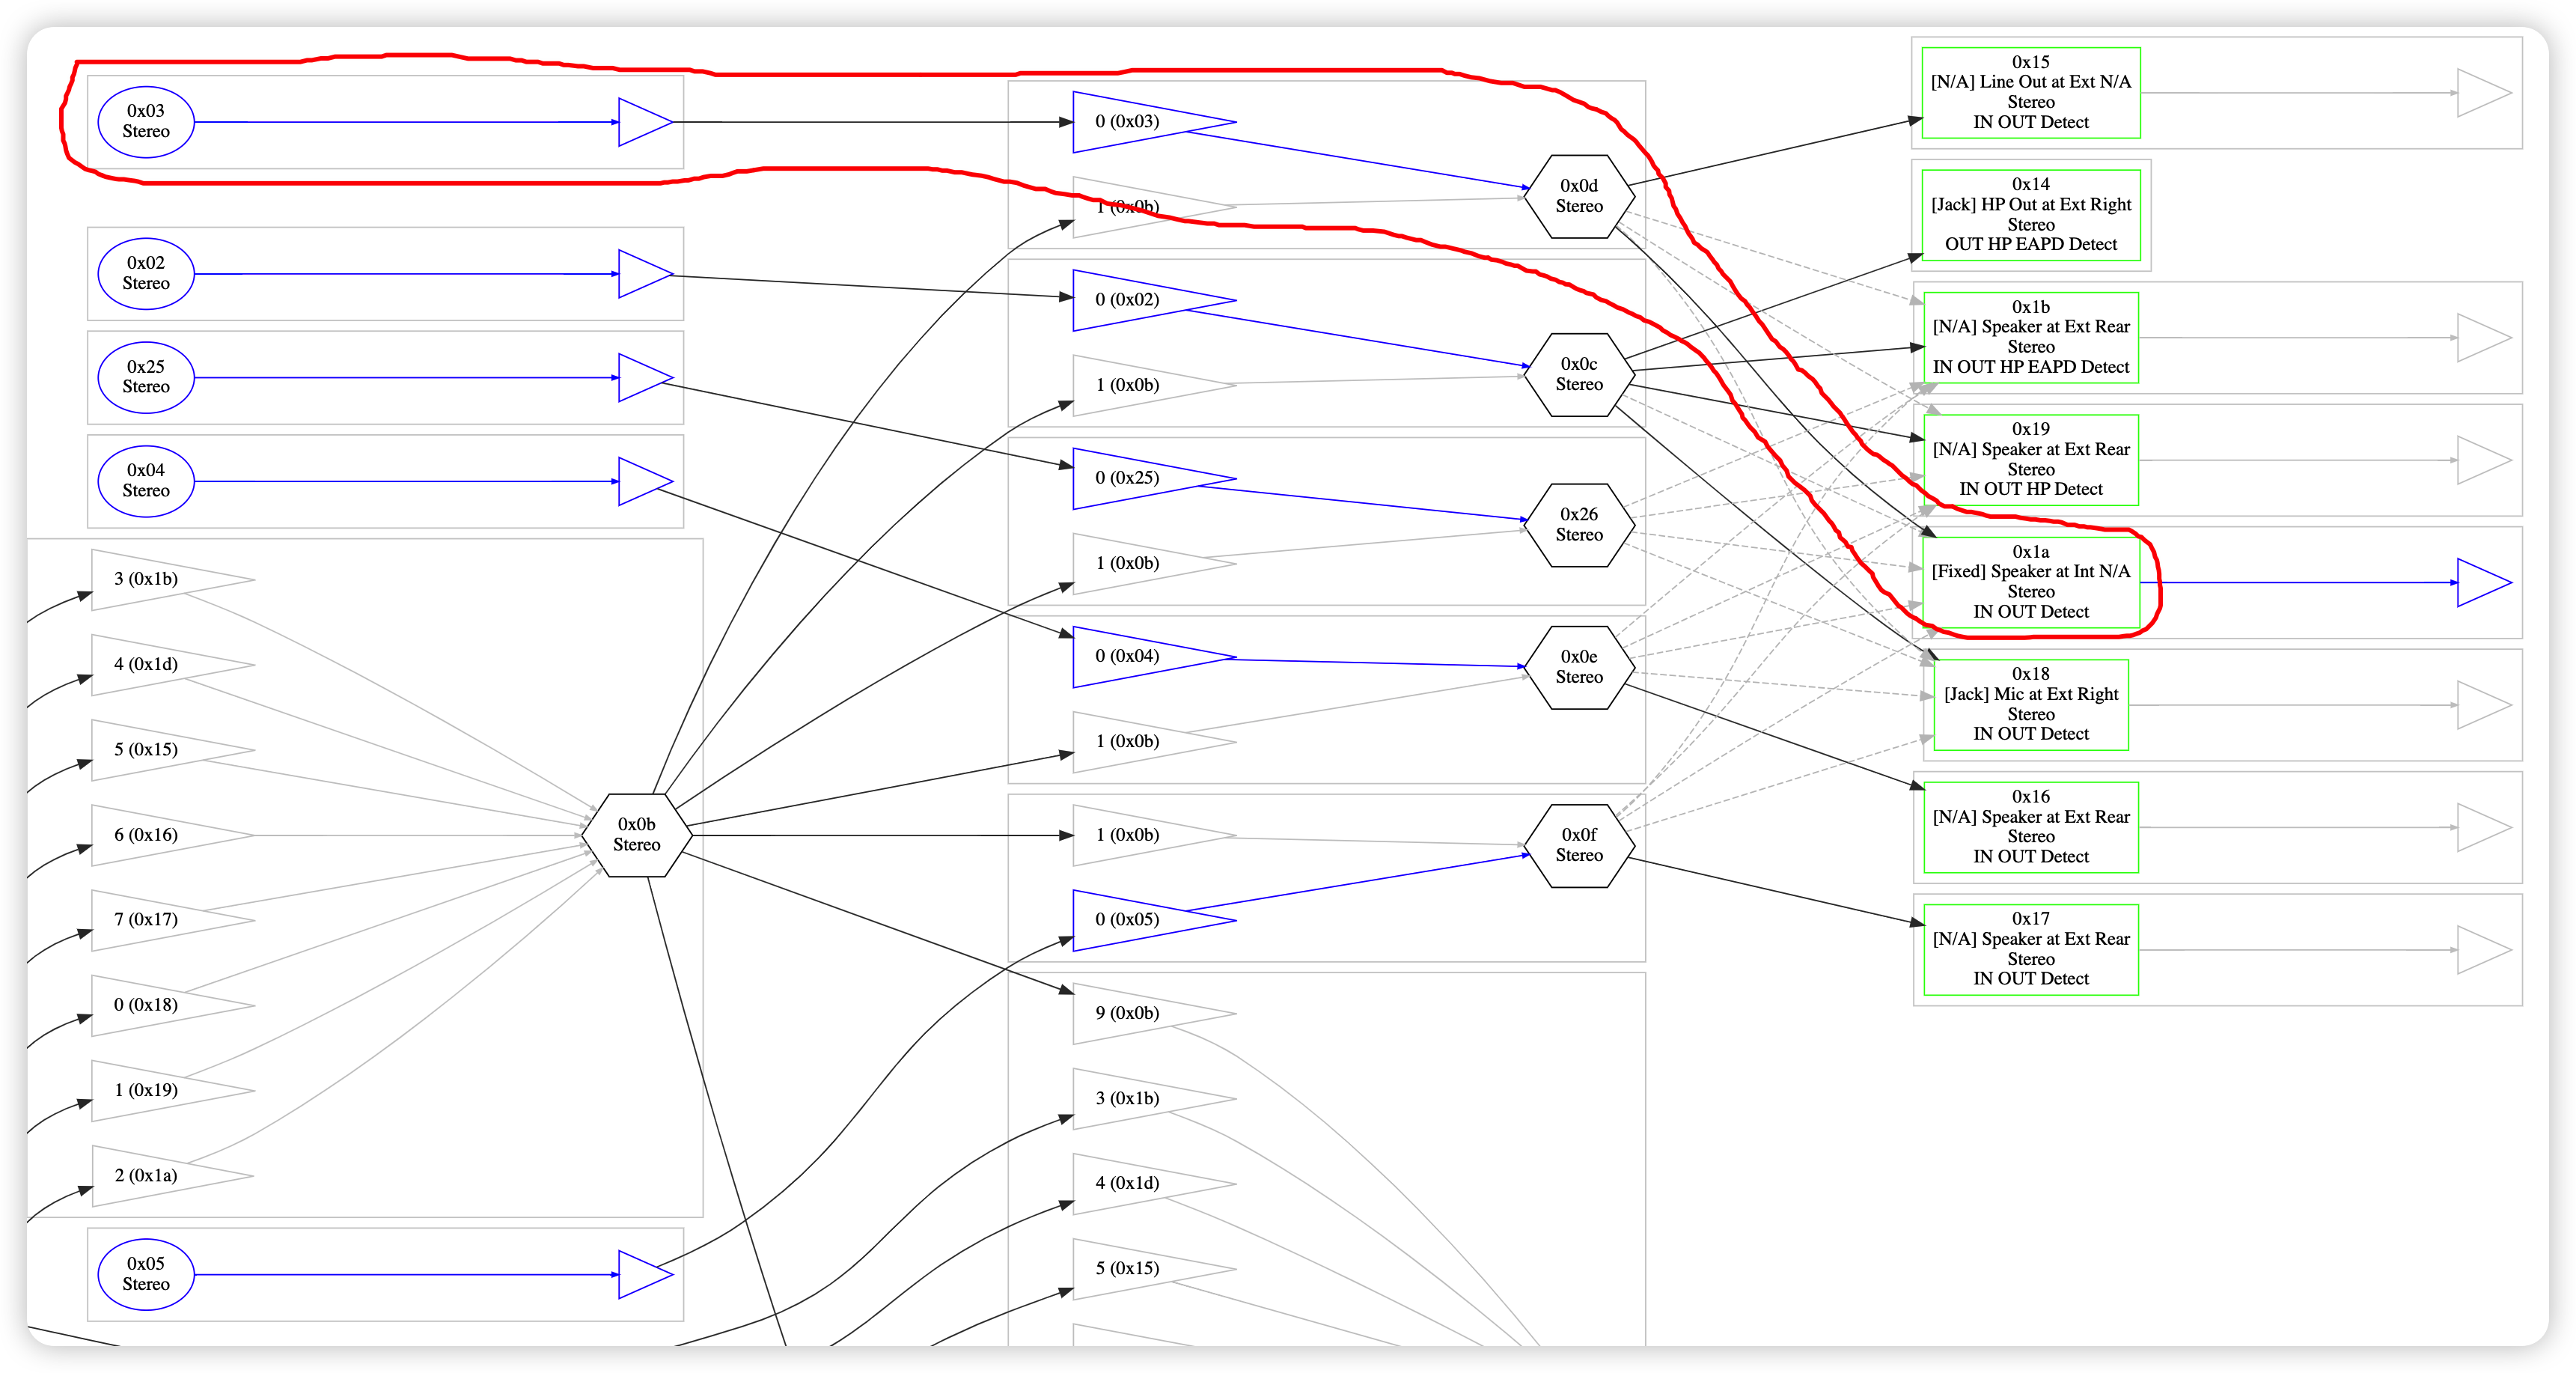 0x03
Stereo
0x02
Stereo
0x25
Stereo
0x04
Stereo
3 (0x1b)
4 (0x1d)
5 (0x15)
6 (0x16)
7 (0x17)
0 (0x18)
1 (0x19)
2 (0x1a)
0x0b
Stereo
0x05
Stereo
0 (0x03)
1 (0x0b)
0x0d
Stereo
0 (0x02)
1 (0x0b)
0x0c
Stereo
0 (0x25)
1 (0x0b)
0x26
Stereo
0 (0x04)
1 (0x0b)
0x0e
Stereo
1 (0x0b)
0 (0x05)
0x0f
Stereo
9 (0x0b)
3 (0x1b)
4 (0x1d)
5 (0x15)
0x15
[N/A] Line Out at Ext N/A
Stereo
IN OUT Detect
0x14
[Jack] HP Out at Ext Right
Stereo
OUT HP EAPD Detect
0x1b
[N/A] Speaker at Ext Rear
Stereo
IN OUT HP EAPD Detect
0x19
[N/A] Speaker at Ext Rear
Stereo
IN OUT HP Detect
0x1a
[Fixed] Speaker at Int N/A
Stereo
IN OUT Detect
0x18
[Jack] Mic at Ext Right
Stereo
IN OUT Detect
0x16
[N/A] Speaker at Ext Rear
Stereo
IN OUT Detect
0x17
[N/A] Speaker at Ext Rear
Stereo
IN OUT Detect